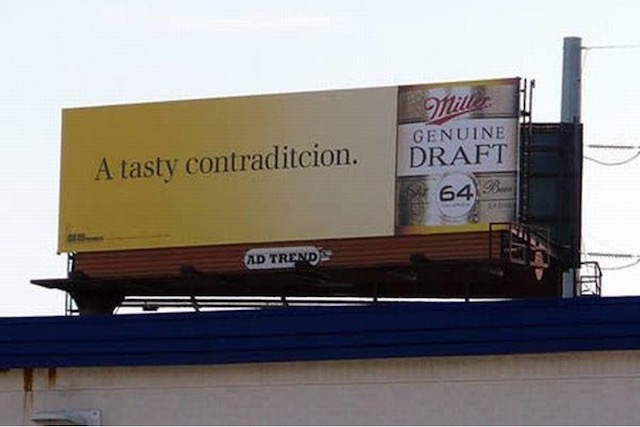 A tasty contraditcion.
Miller
GENUINE
DRAFT
64
AD TREND